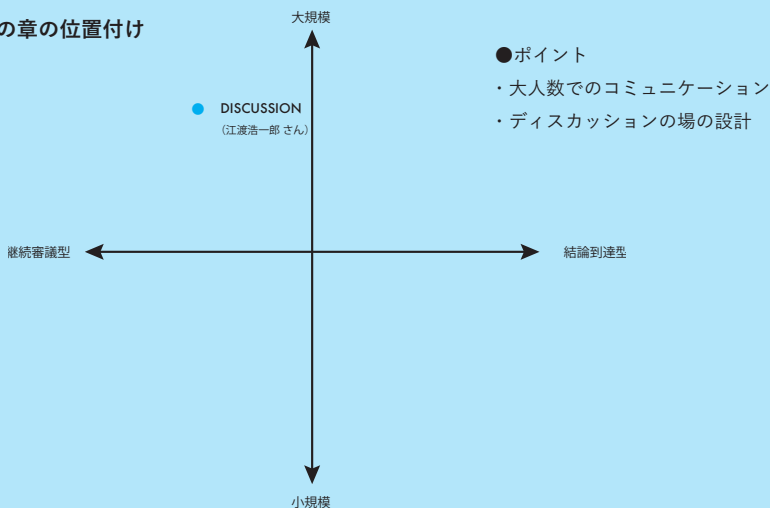 の章の位置付け
大規模
●ポイント
・大人数でのコミュニケーション
・ディスカッションの場の設計
DISCUSSION
（江渡浩一郎 さん）
継続審議型
結論到達型
小規模